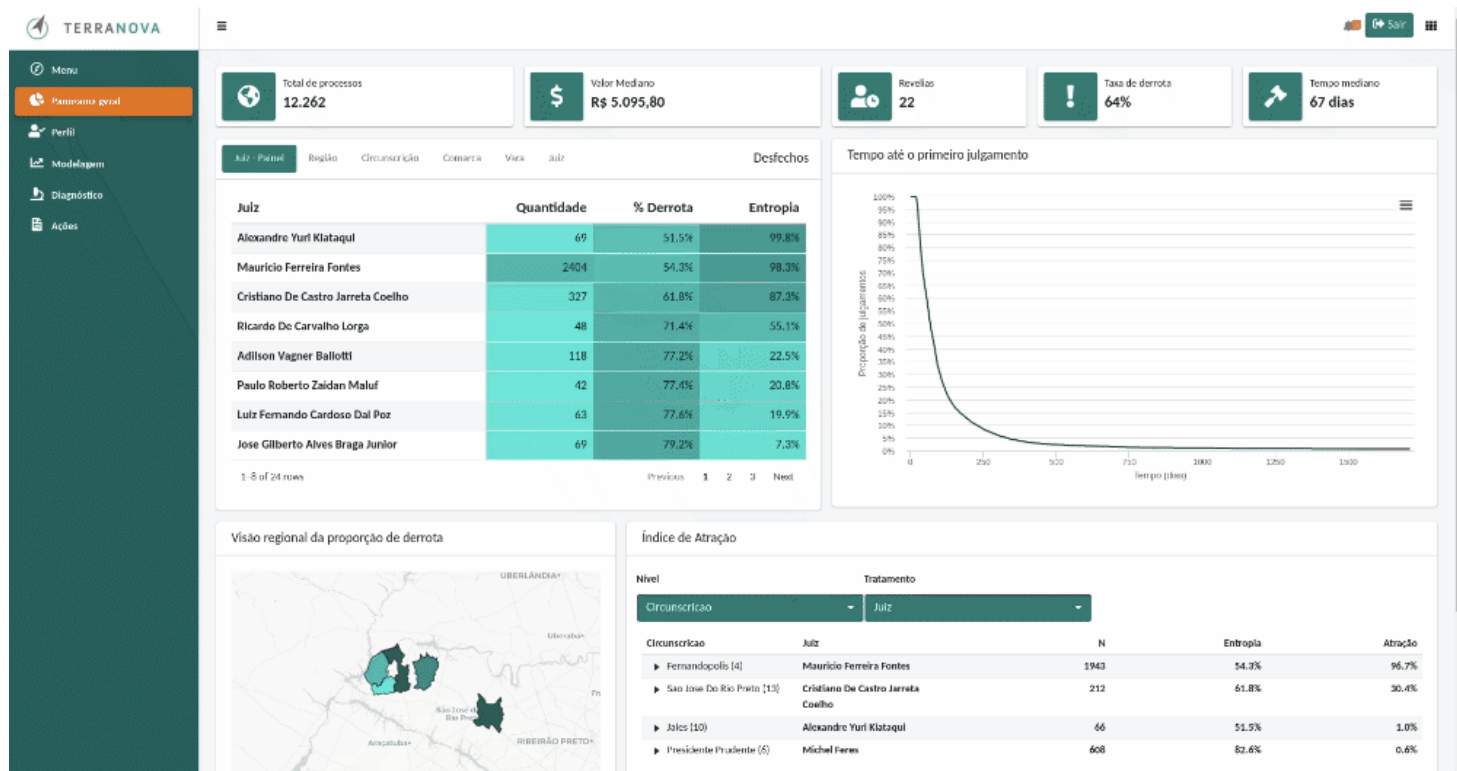 TERRANOVA
Sair
Menu
Panorama geral
Perfil
Modelagem
Diagnóstico
Ações
Total de processos
12.262
Valor Mediano
R$ 5.095,80
Revelias
22
Taxa de derrota
64%
Tempo mediano
67 dias
Juiz - Painel Região Circunscrição Comarca Vara Juiz Desfechos
Juiz Quantidade % Derrota Entropia
Alexandre Yuri Kiataqui 69 51.5% 99.8%
Mauricio Ferreira Fontes 2404 54.3% 98.3%
Cristiano De Castro Jarreta Coelho 327 61.8% 87.3%
Ricardo De Carvalho Lorga 48 71.4% 55.1%
Adilson Vagner Ballotti 118 77.2% 22.5%
Paulo Roberto Zaidan Maluf 42 77.4% 20.8%
Luiz Fernando Cardoso Dal Poz 63 77.6% 19.9%
Jose Gilberto Alves Braga Junior 69 79.2% 7.3%
1–8 of 24 rows Previous 1 2 3 Next
Tempo até o primeiro julgamento
Proporção de julgamentos
100%
95%
90%
85%
80%
75%
70%
65%
60%
55%
50%
45%
40%
35%
30%
25%
20%
15%
10%
5%
0%
0 250 500 750 1000 1250 1500
Tempo (dias)
Visão regional da proporção de derrota
UBERLÂNDIA
Uberaba
Fr
São José d
Rio Pre
Araçatuba
RIBEIRÃO PRETO
Índice de Atração
Nível Tratamento
Circunscricao Juiz
Circunscricao Juiz N Entropia Atração
Fernandopolis (4) Mauricio Ferreira Fontes 1943 54.3% 96.7%
Sao Jose Do Rio Preto (13) Cristiano De Castro Jarreta 212 61.8% 30.4%
Coelho
Jales (10) Alexandre Yuri Kiataqui 66 51.5% 1.0%
Presidente Prudente (6) Michel Feres 608 82.6% 0.6%